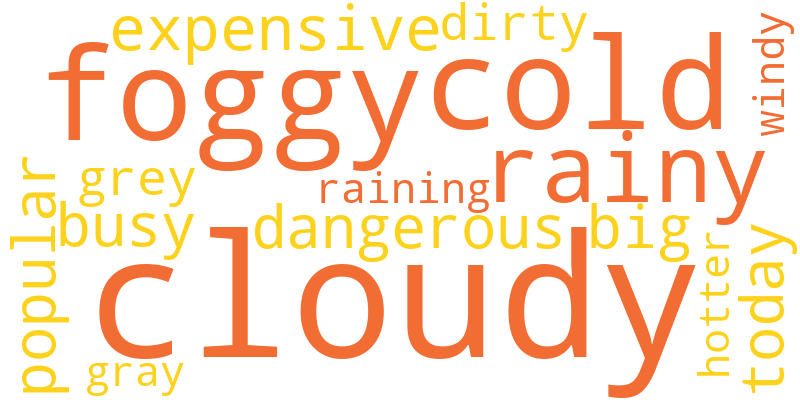 expensive
dirty
windy
foggy
cold
rainy
grey
raining
popular
busy
dangerous
big
cloudy
hotter
today
gray